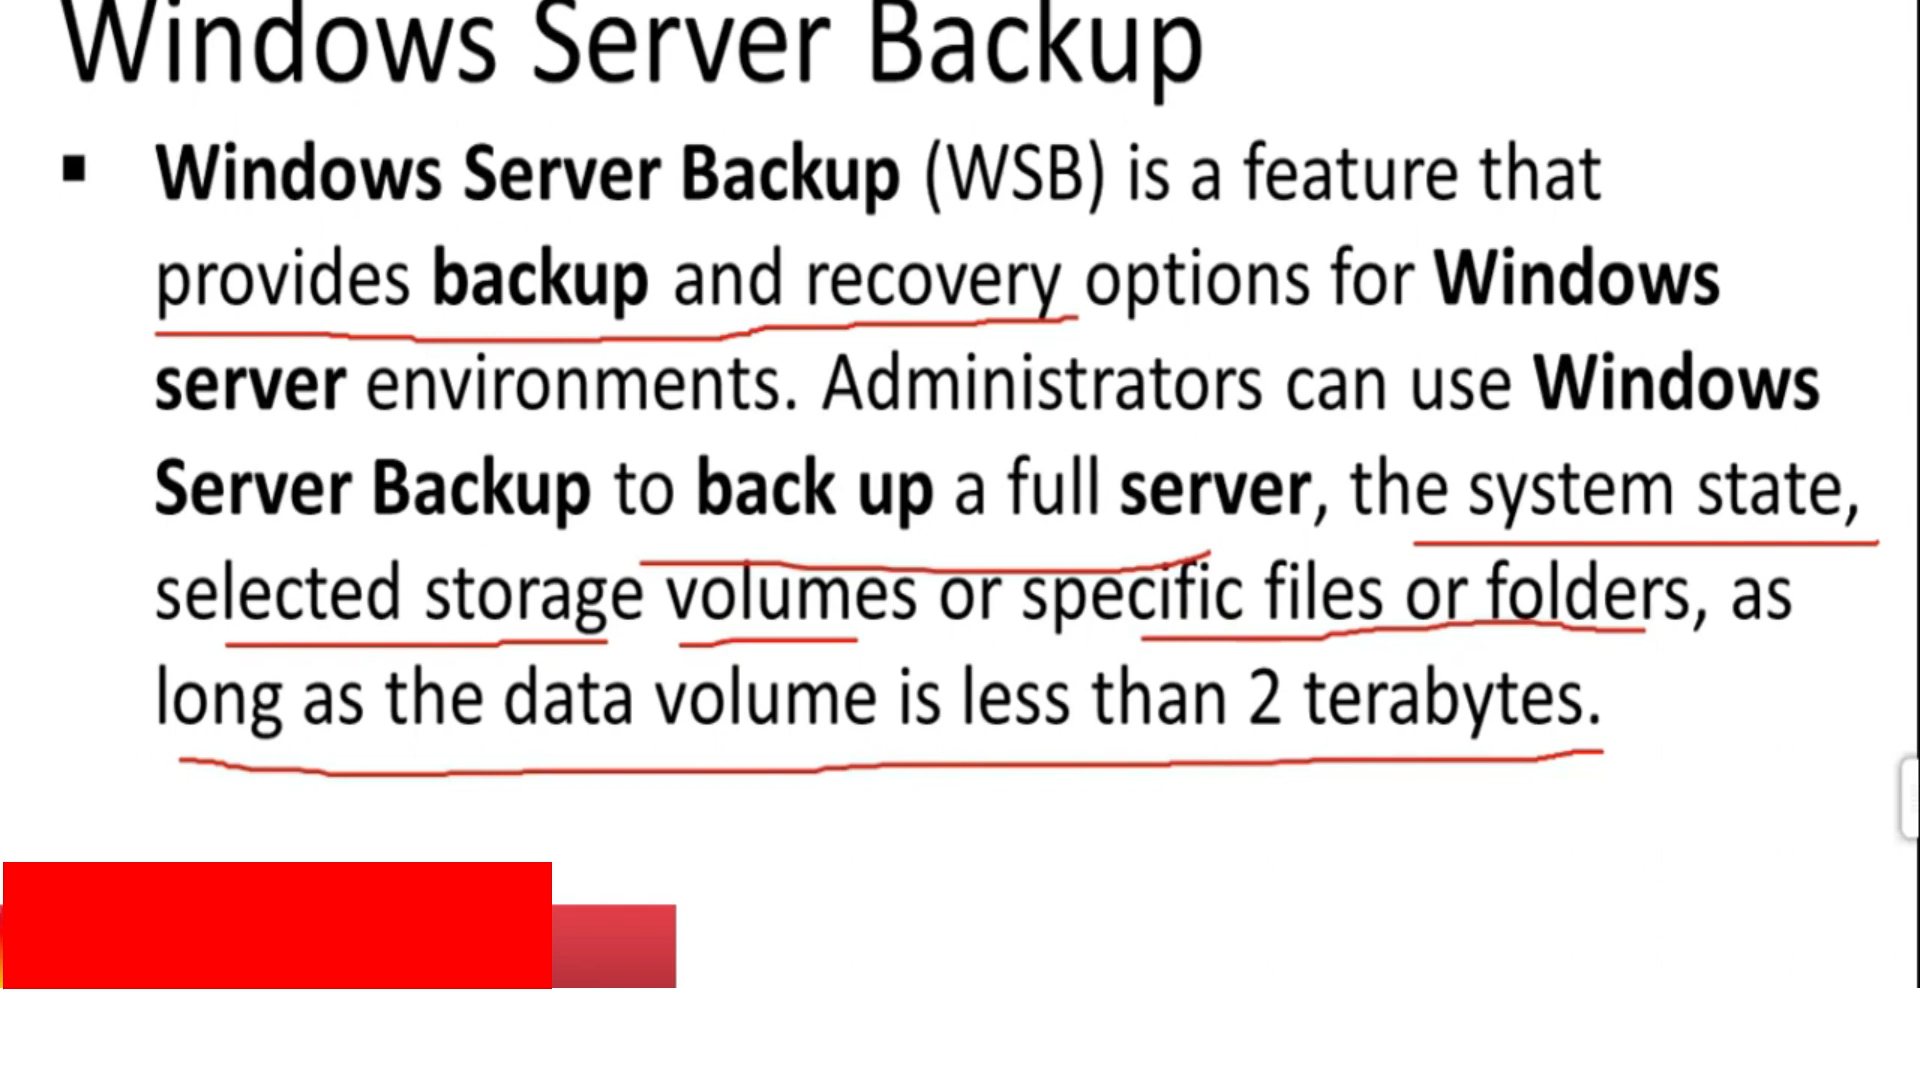 Windows Server Backup
▪ Windows Server Backup (WSB) is a feature that
provides backup and recovery options for Windows
server environments. Administrators can use Windows
Server Backup to back up a full server, the system state,
selected storage volumes or specific files or folders, as
long as the data volume is less than 2 terabytes.